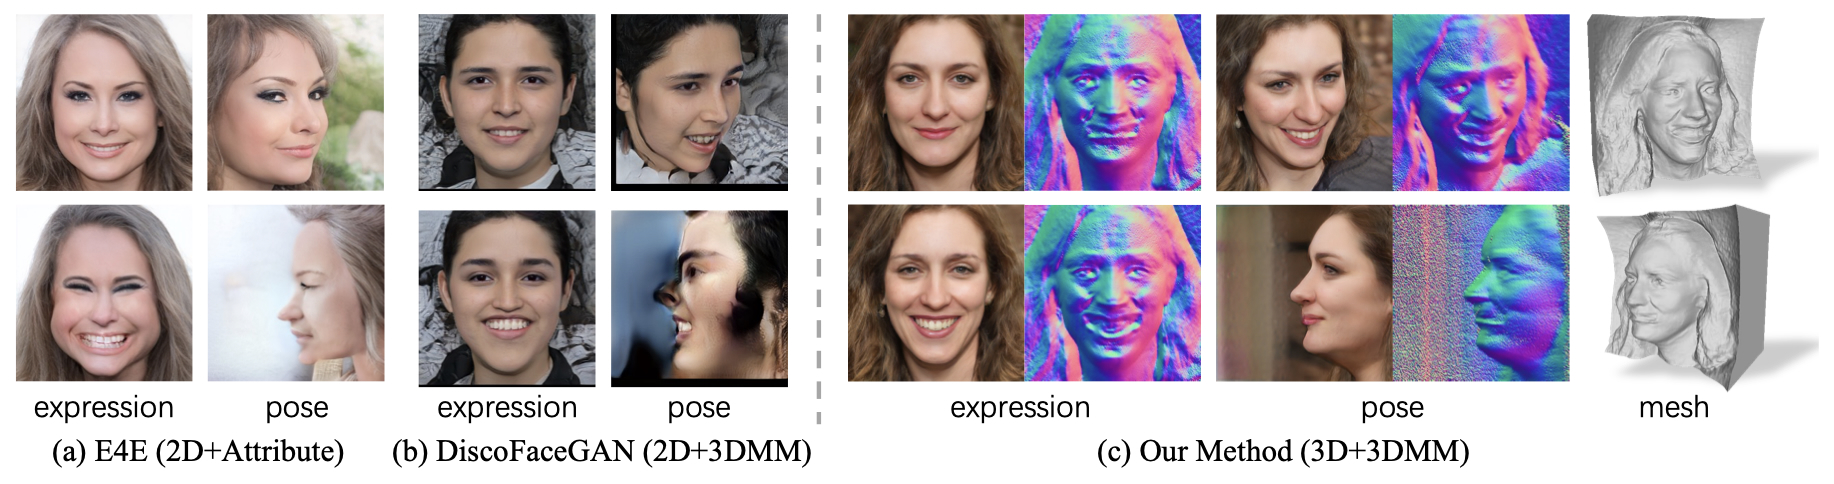 expression pose expression pose expression pose mesh
(a) E4E (2D+Attribute) (b) DiscoFaceGAN (2D+3DMM) (c) Our Method (3D+3DMM)